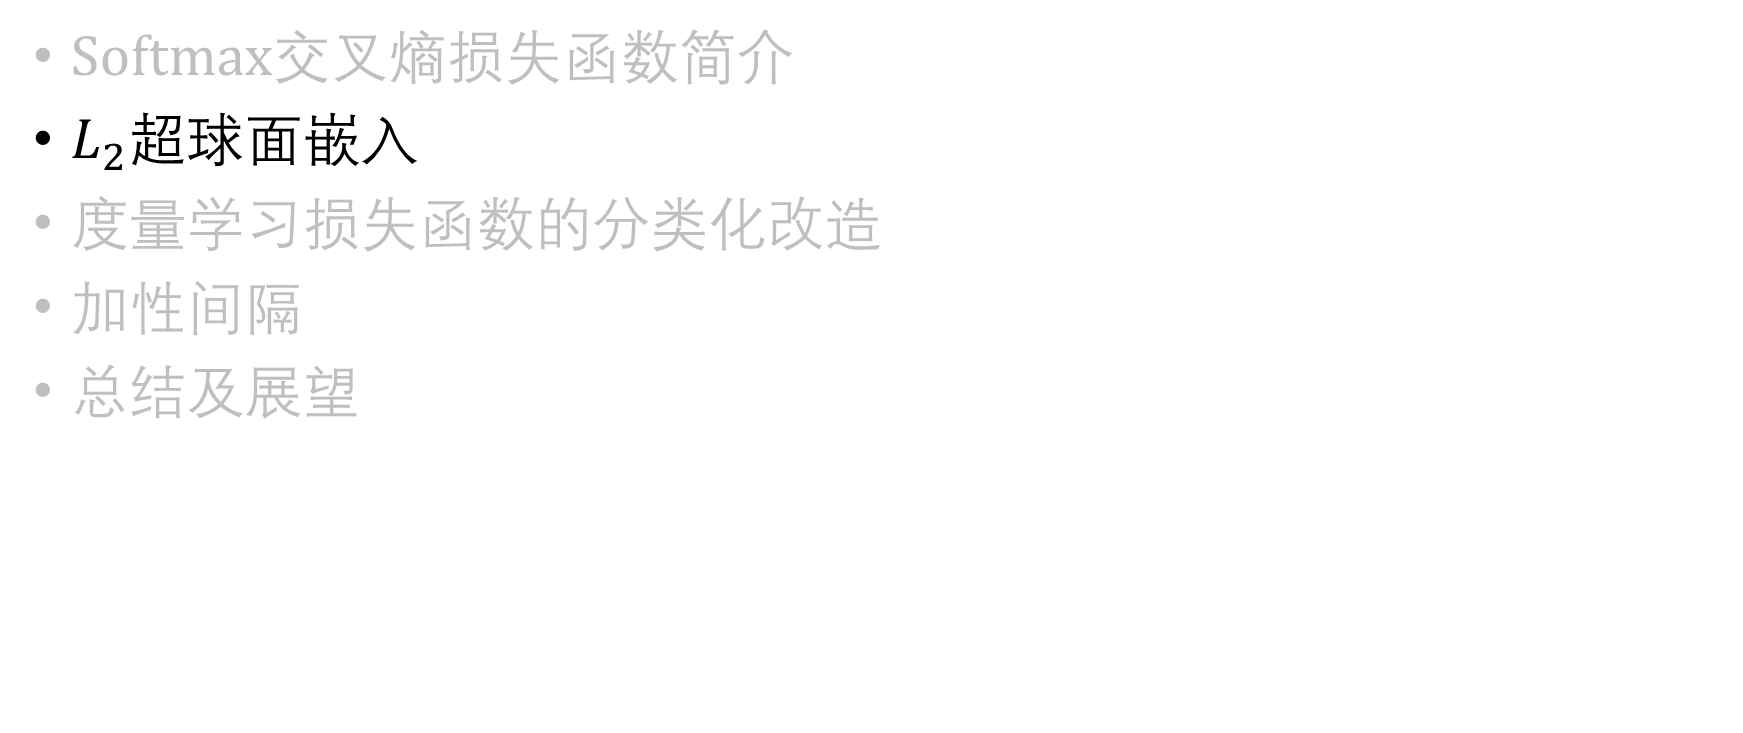 • Softmax交叉熵损失函数简介
• L₂超球面嵌入
• 度量学习损失函数的分类化改造
• 加性间隔
• 总结及展望